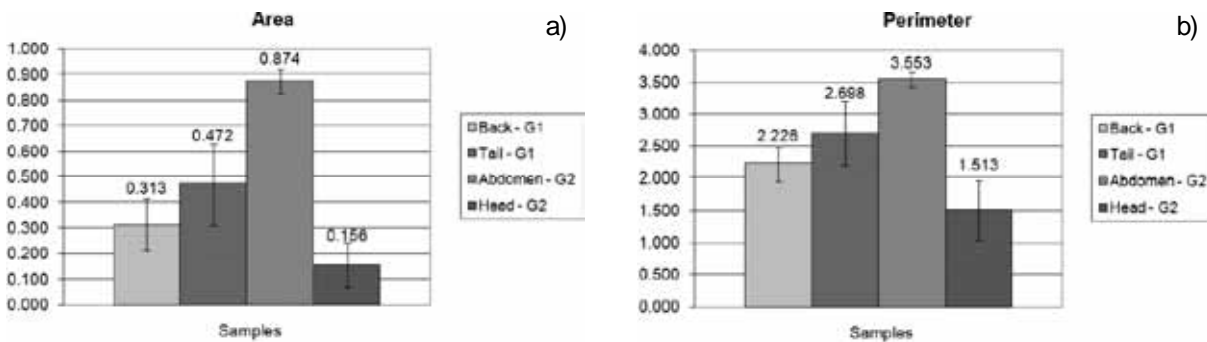 Area
a)
1.000
0.900
0.800
0.700
0.600
0.500
0.400
0.300
0.200
0.100
0.000
0.313
0.472
0.874
0.156
Samples
Back - G1
Tail - G1
Abdomen - G2
Head - G2
Perimeter
b)
4.000
3.500
3.000
2.500
2.000
1.500
1.000
0.500
0.000
2.228
2.698
3.553
1.513
Samples
Back - G1
Tail - G1
Abdomen - G2
Head - G2